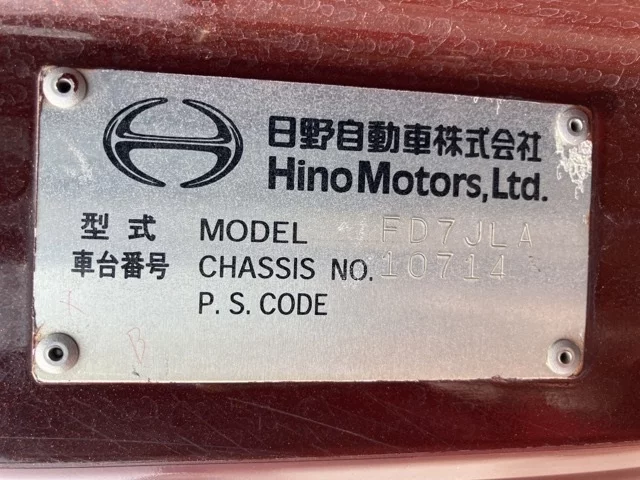 日野自動車株式会社
Hino Motors, Ltd.
型式 MODEL FD7JLA
車台番号 CHASSIS NO. 10714
P. S. CODE